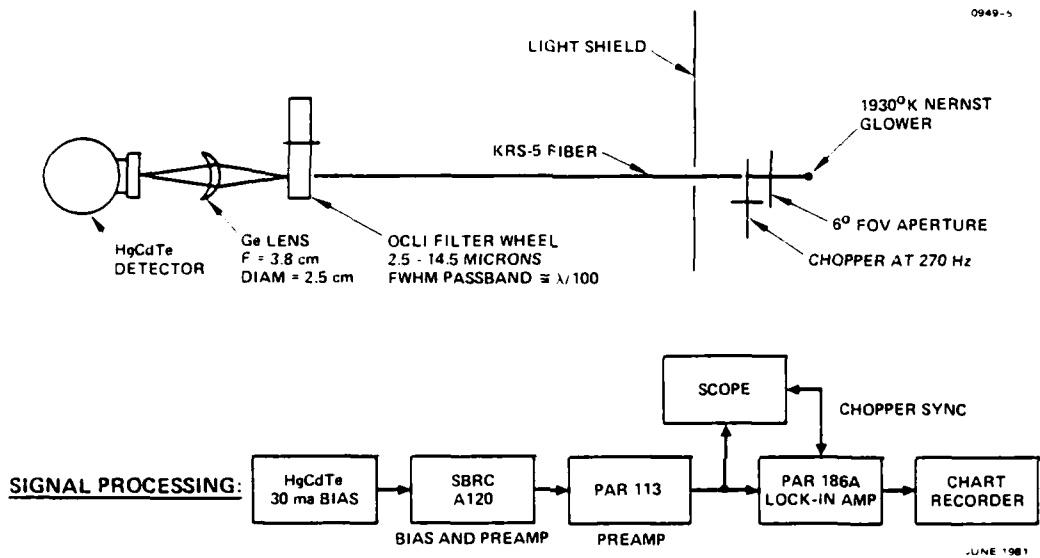 0949-5
LIGHT SHIELD
1930°K NERNST
GLOWER
KRS-5 FIBER
6° FOV APERTURE
CHOPPER AT 270 Hz
HgCdTe
DETECTOR
Ge LENS
F = 3.8 cm
DIAM = 2.5 cm
OCLI FILTER WHEEL
2.5 - 14.5 MICRONS
FWHM PASSBAND ≅ λ/100
SCOPE
CHOPPER SYNC
SIGNAL PROCESSING:
HgCdTe
30 ma BIAS
SBRC
A120
BIAS AND PREAMP
PAR 113
PREAMP
PAR 186A
LOCK-IN AMP
CHART
RECORDER
JUNE 1981